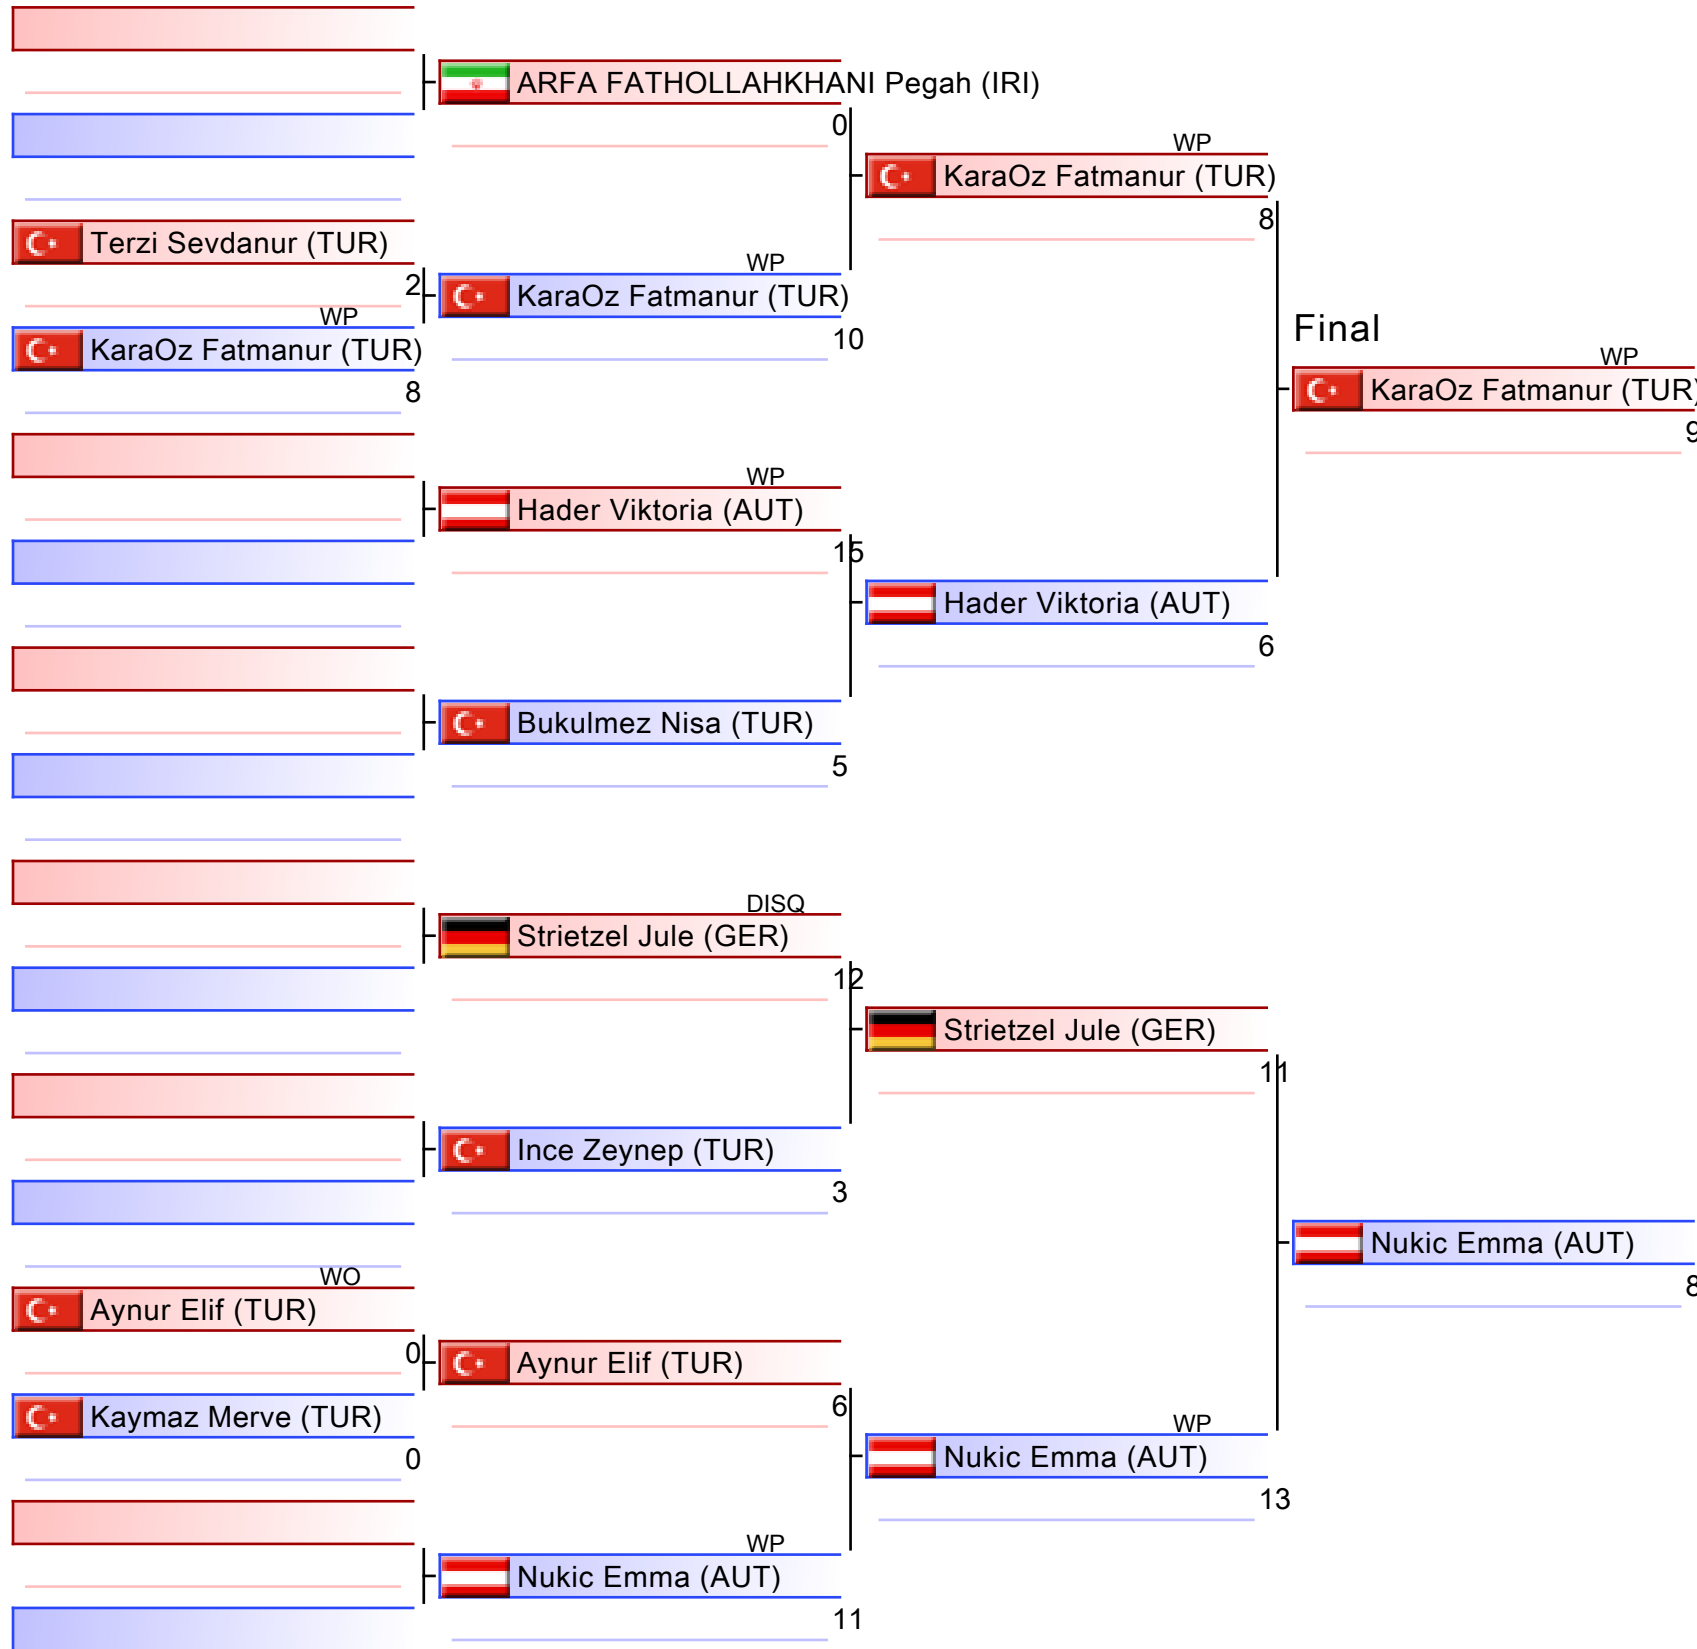 ARFA FATHOLLAHKHANI Pegah (IRI)
0
WP
KaraOz Fatmanur (TUR)
8
Terzi Sevdanur (TUR)
2
WP
KaraOz Fatmanur (TUR)
10
WP
KaraOz Fatmanur (TUR)
8
Final
WP
KaraOz Fatmanur (TUR)
9
WP
Hader Viktoria (AUT)
15
Hader Viktoria (AUT)
6
Bukulmez Nisa (TUR)
5
DISQ
Strietzel Jule (GER)
12
Strietzel Jule (GER)
11
Ince Zeynep (TUR)
3
Nukic Emma (AUT)
8
WO
Aynur Elif (TUR)
0
Aynur Elif (TUR)
6
Kaymaz Merve (TUR)
0
WP
Nukic Emma (AUT)
13
WP
Nukic Emma (AUT)
11